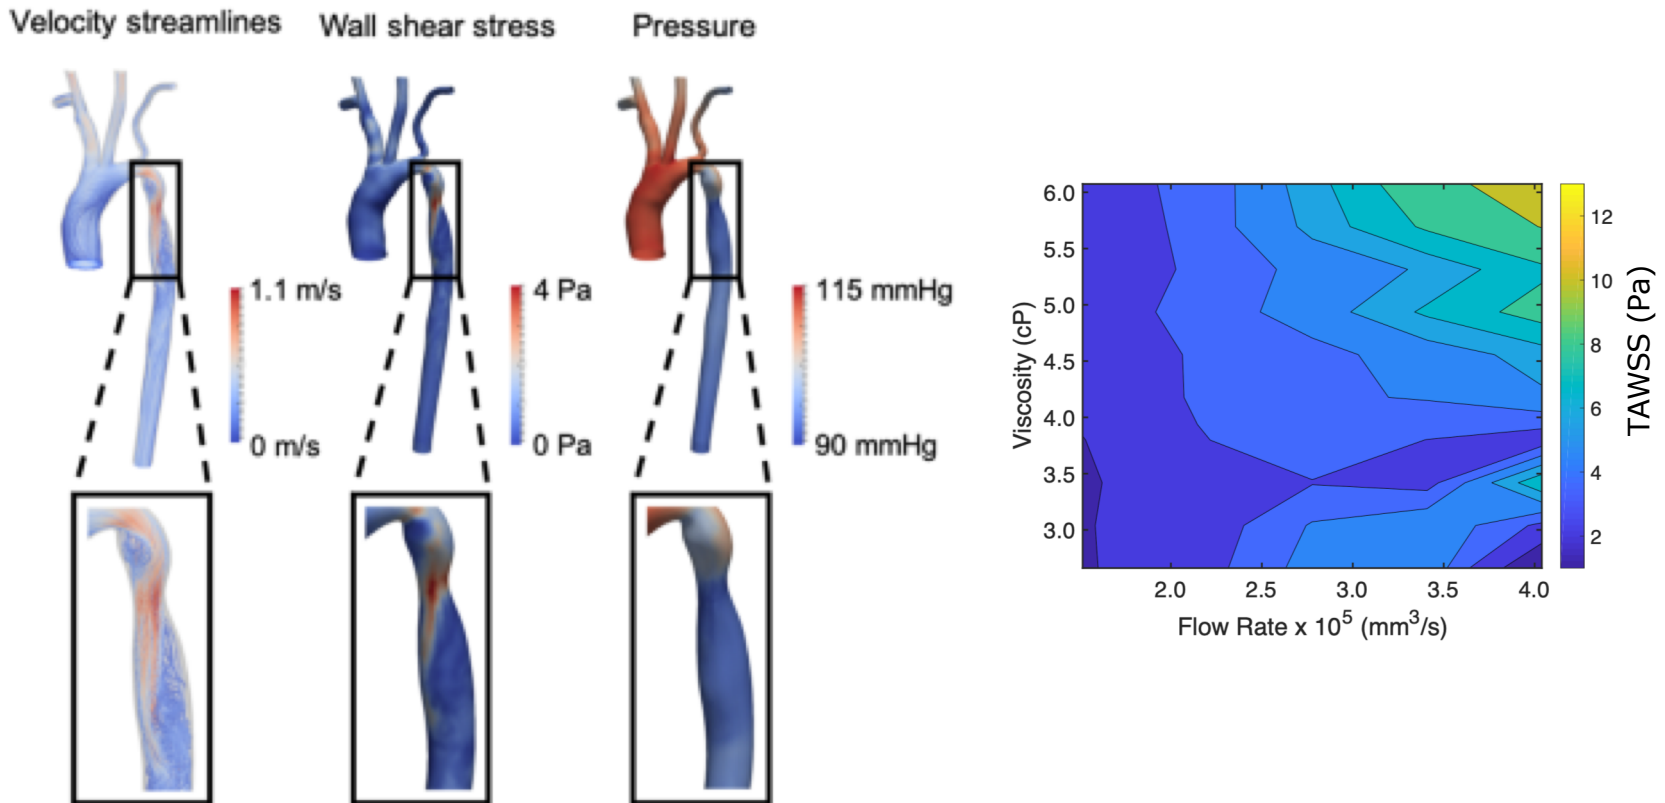 Velocity streamlines
Wall shear stress
Pressure
1.1 m/s
0 m/s
4 Pa
0 Pa
115 mmHg
90 mmHg
6.0
5.5
5.0
4.5
4.0
3.5
3.0
Viscosity (cP)
2.0 2.5 3.0 3.5 4.0
Flow Rate x 10^5 (mm^3/s)
12
10
8
6
4
2
TAWSS (Pa)